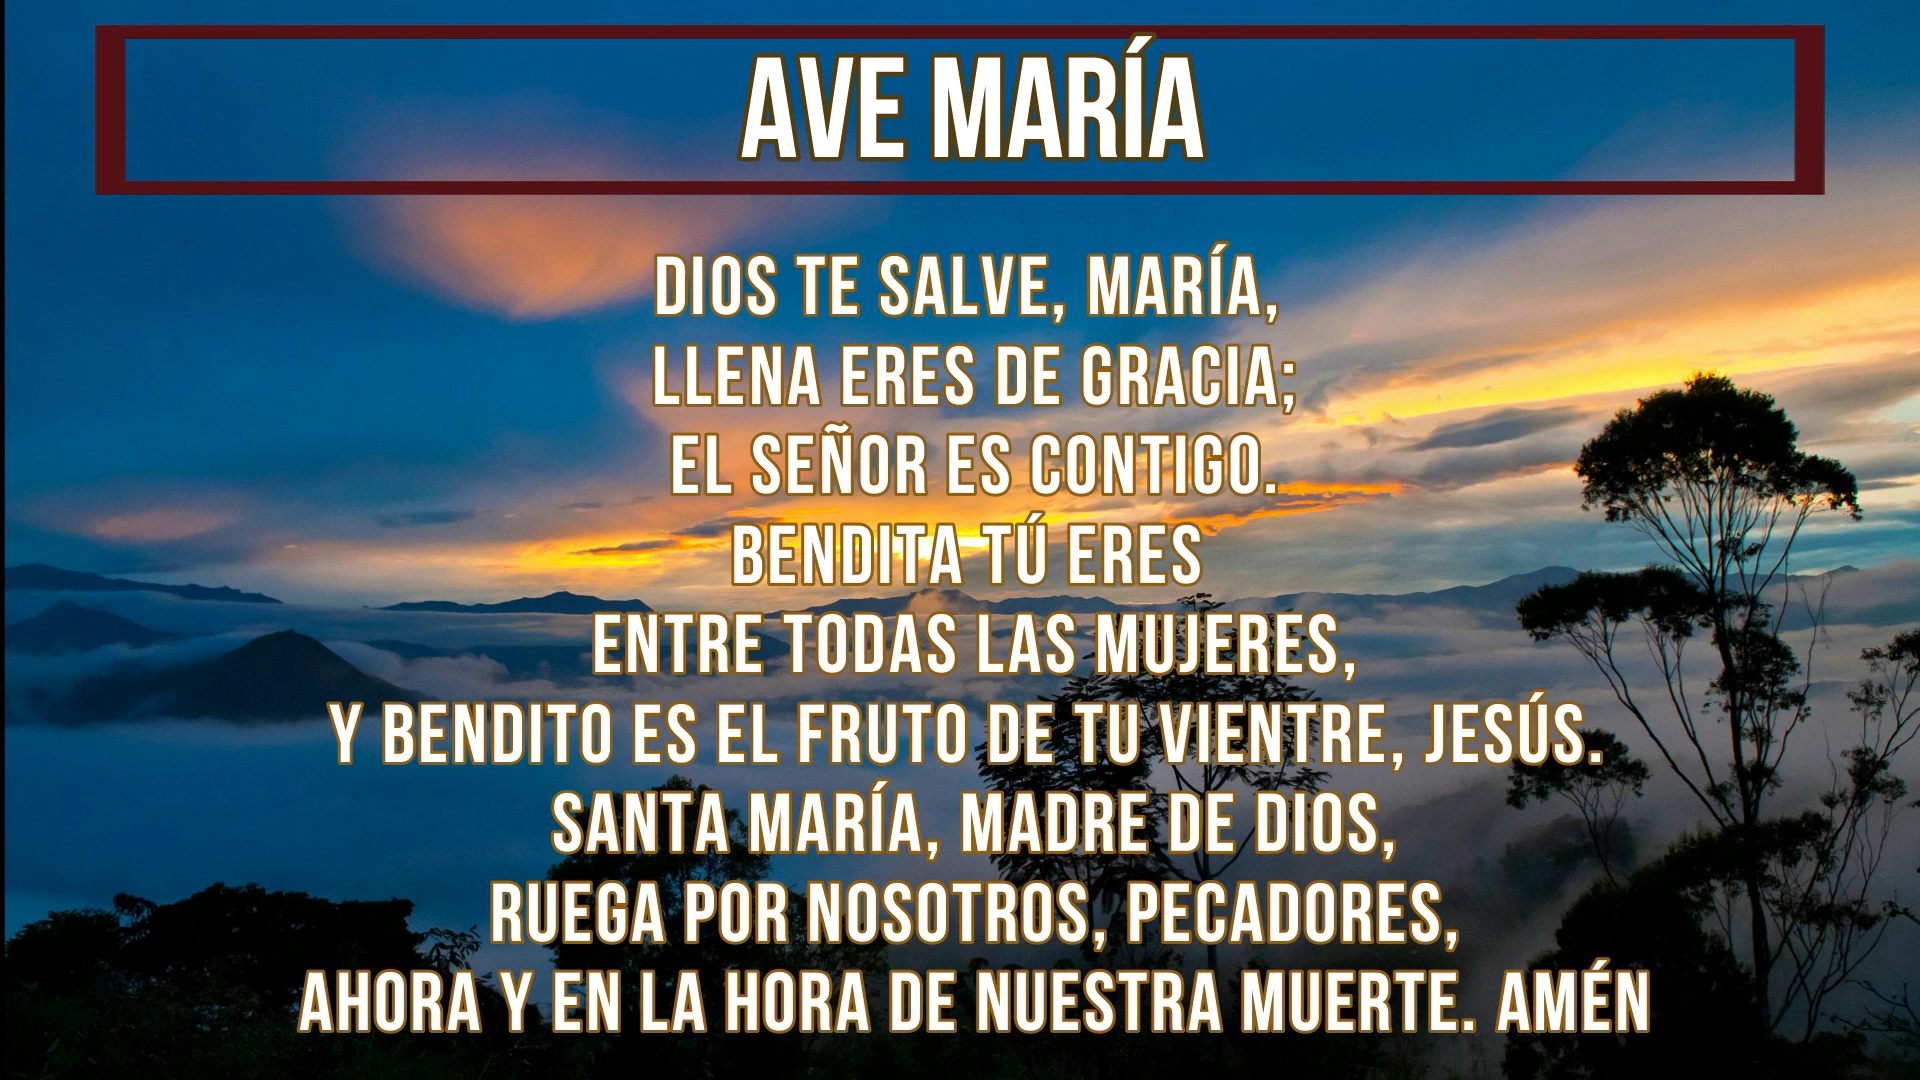 AVE MARÍA
DIOS TE SALVE, MARÍA,
LLENA ERES DE GRACIA;
EL SEÑOR ES CONTIGO.
BENDITA TÚ ERES
ENTRE TODAS LAS MUJERES,
Y BENDITO ES EL FRUTO DE TU VIENTRE, JESÚS.
SANTA MARÍA, MADRE DE DIOS,
RUEGA POR NOSOTROS, PECADORES,
AHORA Y EN LA HORA DE NUESTRA MUERTE. AMÉN